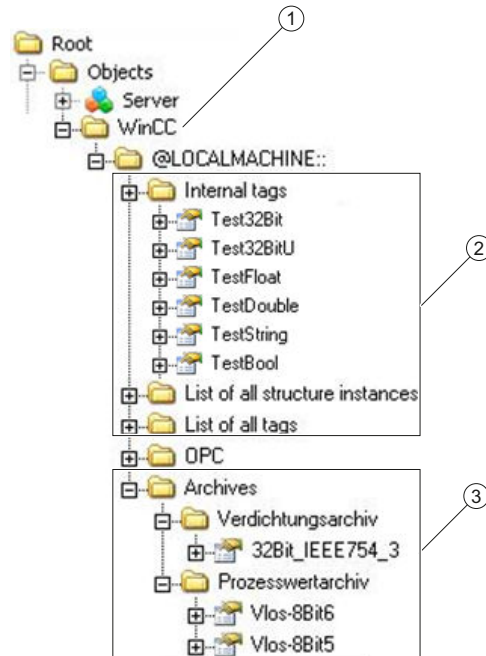 ①
Root
Objects
Server
WinCC
@LOCALMACHINE::
Internal tags
Test32Bit
②
Test32BitU
TestFloat
TestDouble
TestString
TestBool
List of all structure instances
List of all tags
OPC
Archives
③
Verdichtungsarchiv
32Bit_IEEE754_3
Prozesswertarchiv
Vlos-8Bit6
Vlos-8Bit5